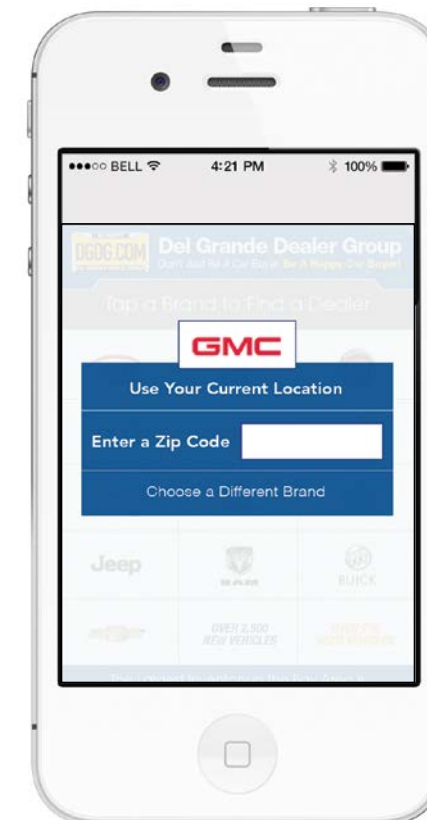 ●●●○○ BELL 4:21 PM 100%
DGDG.COM Del Grande Dealer Group
Don't Just Be A Car Buyer Be A Happy Car Buyer!
Tap a Brand to Find a Dealer
GMC
Use Your Current Location
Enter a Zip Code
Choose a Different Brand
Jeep RAM BUICK
OVER 2,500
NEW VEHICLES